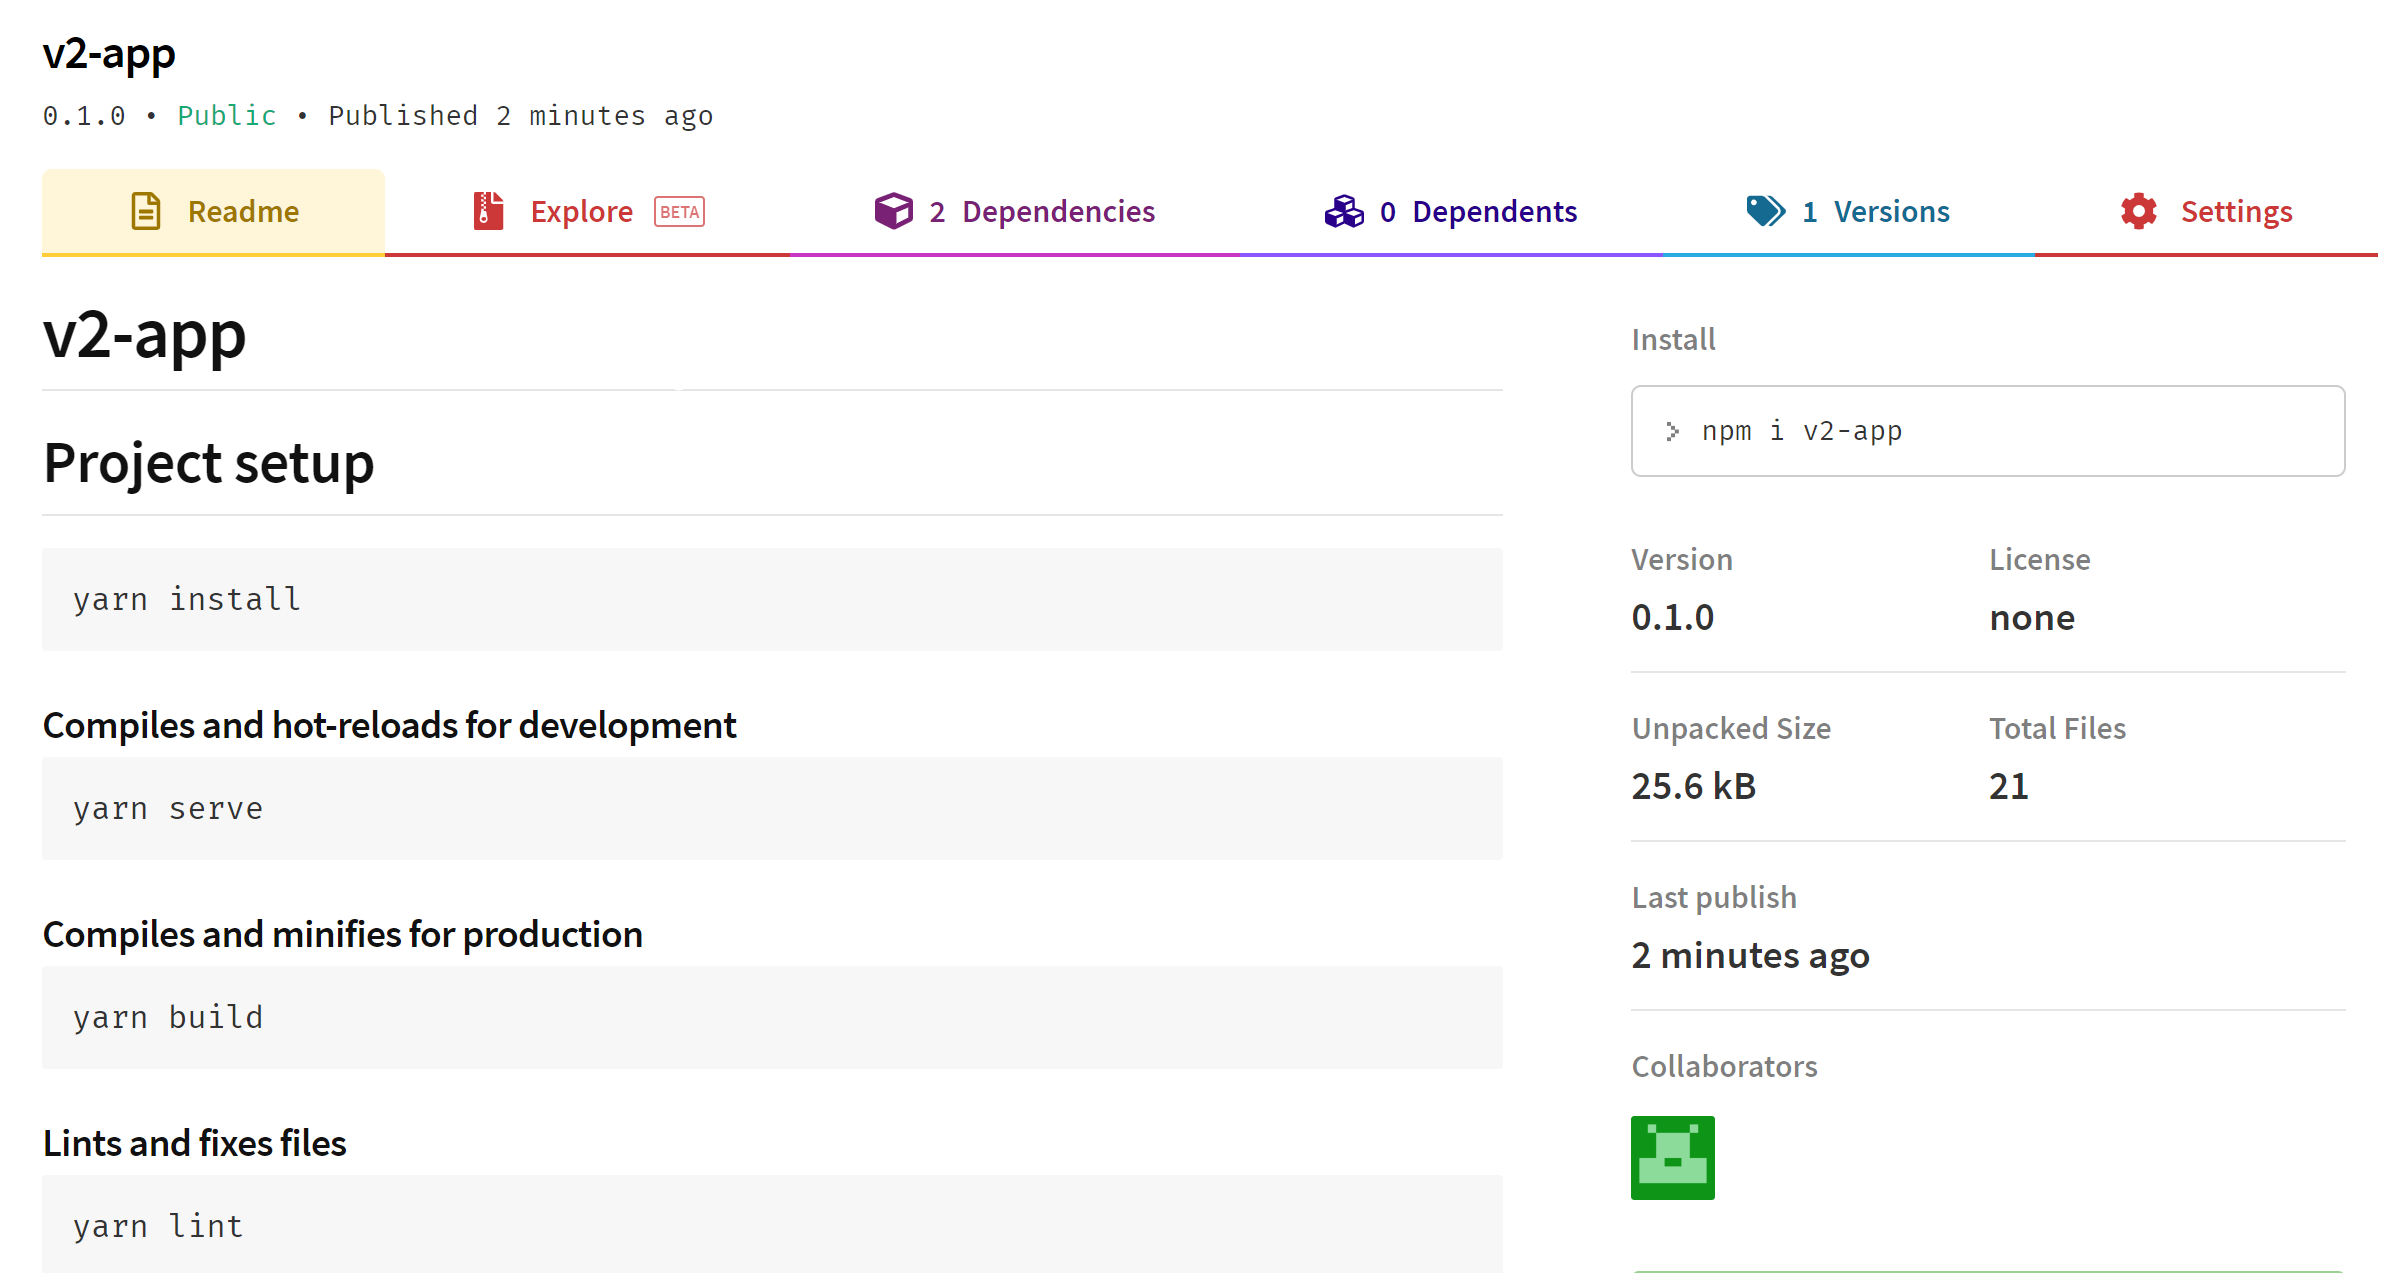 v2-app
0.1.0 • Public • Published 2 minutes ago
Readme
Explore BETA
2 Dependencies
0 Dependents
1 Versions
Settings
v2-app
Project setup
yarn install
Compiles and hot-reloads for development
yarn serve
Compiles and minifies for production
yarn build
Lints and fixes files
yarn lint
Install
> npm i v2-app
Version
0.1.0
License
none
Unpacked Size
25.6 kB
Total Files
21
Last publish
2 minutes ago
Collaborators